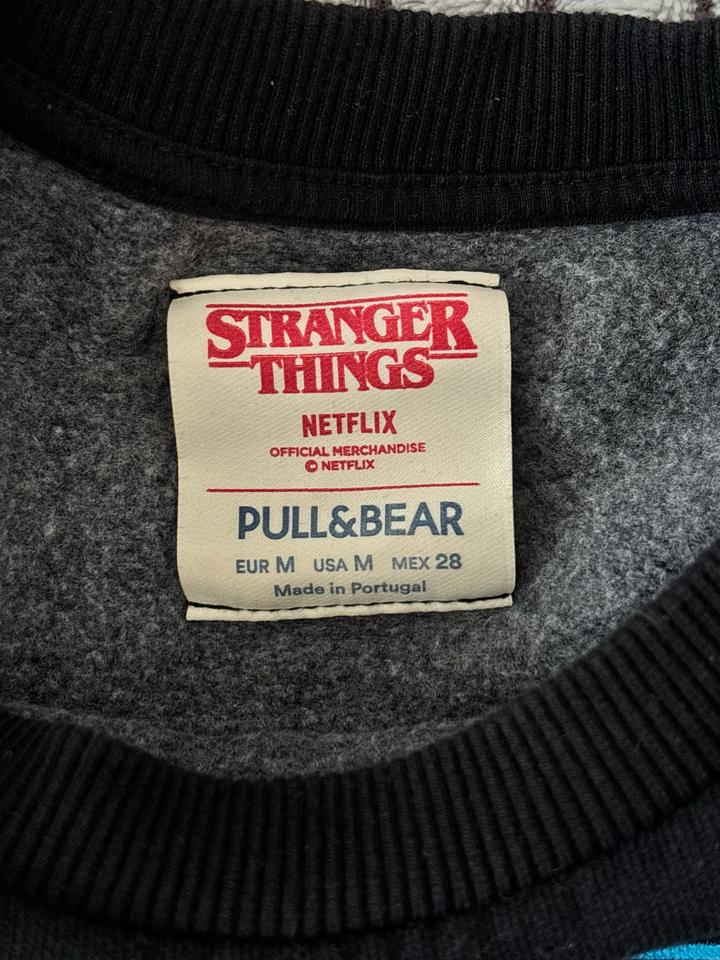 STRANGER
THINGS
NETFLIX
OFFICIAL MERCHANDISE
© NETFLIX
PULL&BEAR
EUR M USA M MEX 28
Made in Portugal